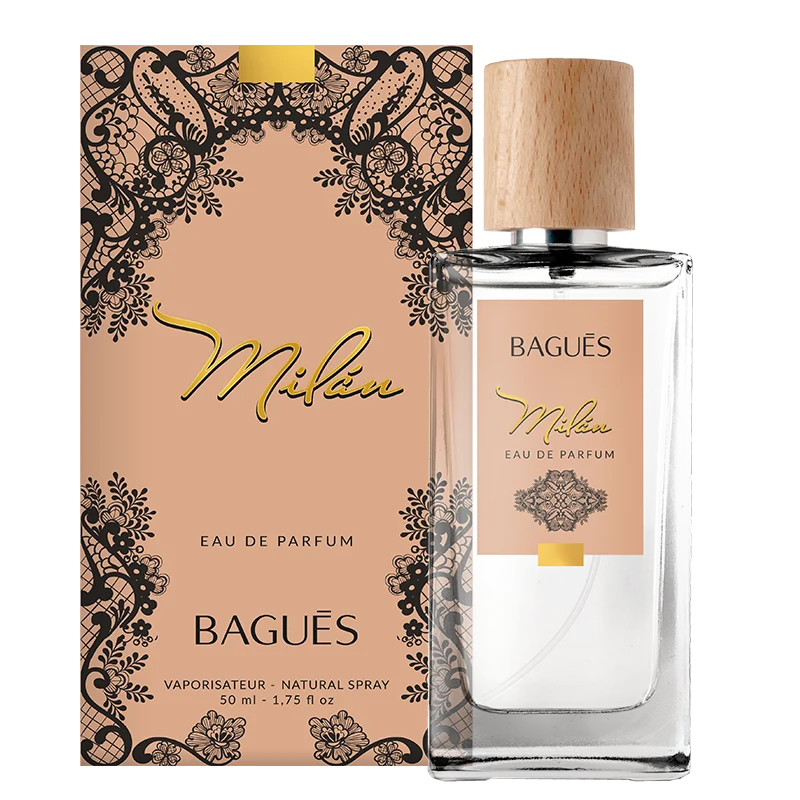 Milán
EAU DE PARFUM
BAGUĒS
VAPORISATEUR - NATURAL SPRAY
50 ml - 1,75 fl oz
BAGUĒS
Milán
EAU DE PARFUM